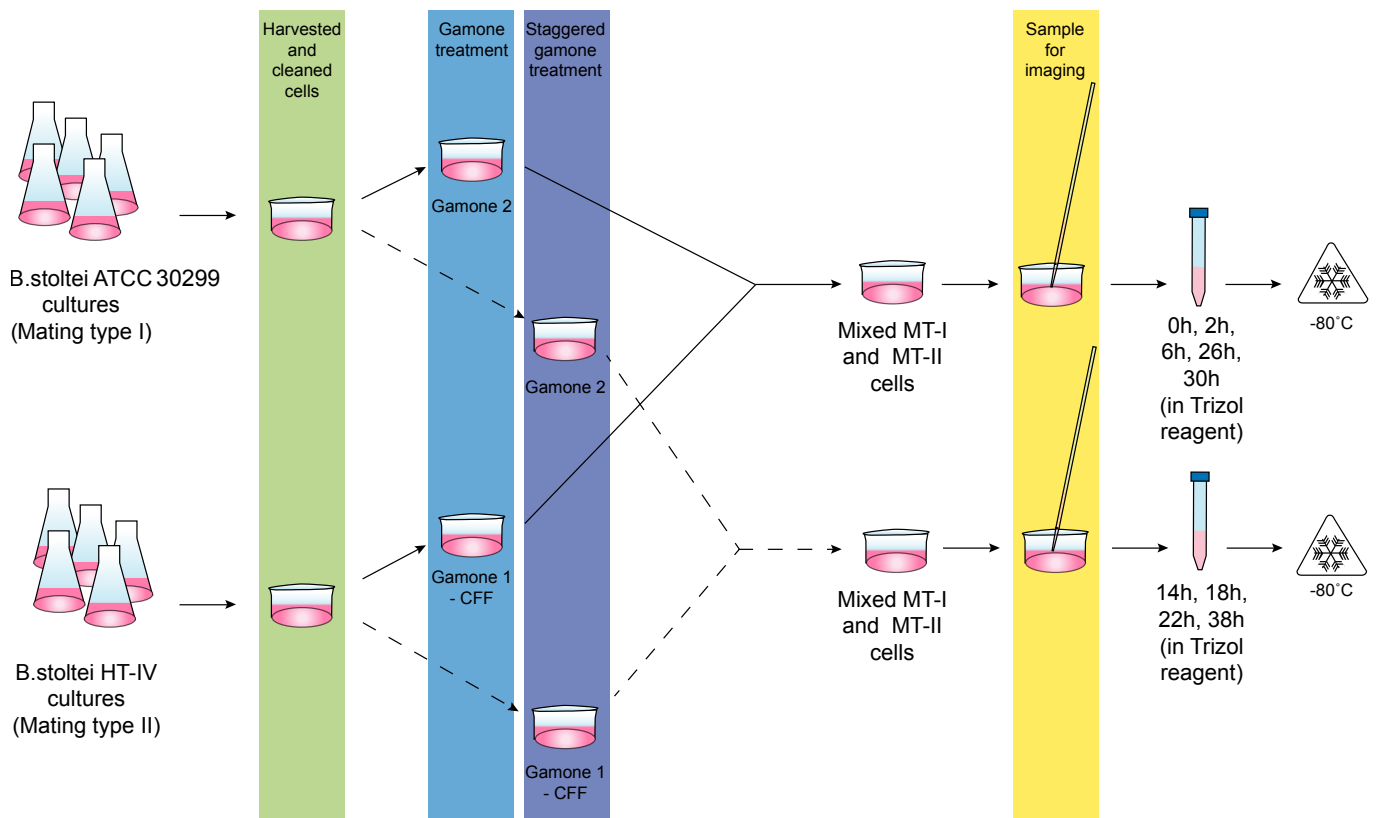 Harvested
and
cleaned
cells
Gamone
treatment
Staggered
gamone
treatment
Sample
for
imaging
B.stoltei ATCC 30299
cultures
(Mating type I)
Gamone 2
Gamone 2
Mixed MT-I
and MT-II
cells
0h, 2h,
6h, 26h,
30h
(in Trizol
reagent)
-80˚C
B.stoltei HT-IV
cultures
(Mating type II)
Gamone 1
- CFF
Gamone 1
- CFF
Mixed MT-I
and MT-II
cells
14h, 18h,
22h, 38h
(in Trizol
reagent)
-80˚C